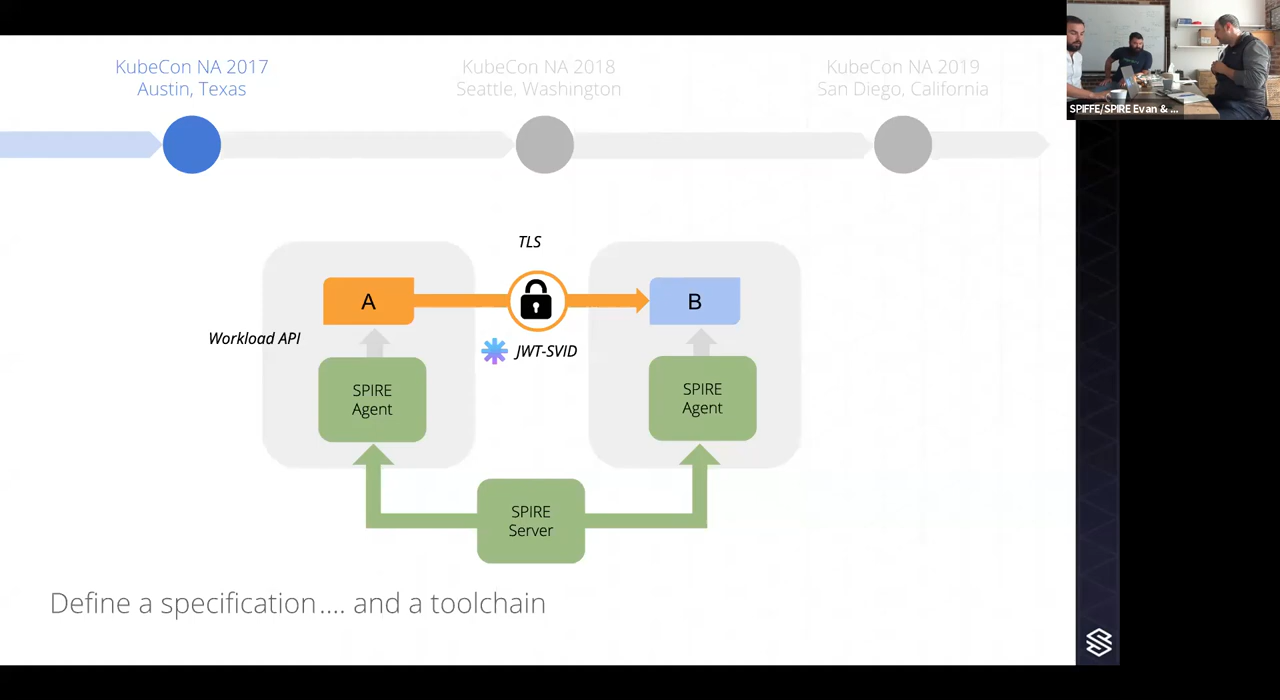 KubeCon NA 2017
Austin, Texas
KubeCon NA 2018
Seattle, Washington
KubeCon NA 2019
San Diego, California
SPIFFE/SPIRE Evan & ...
TLS
A
B
Workload API
JWT-SVID
SPIRE
Agent
SPIRE
Agent
SPIRE
Server
Define a specification.... and a toolchain